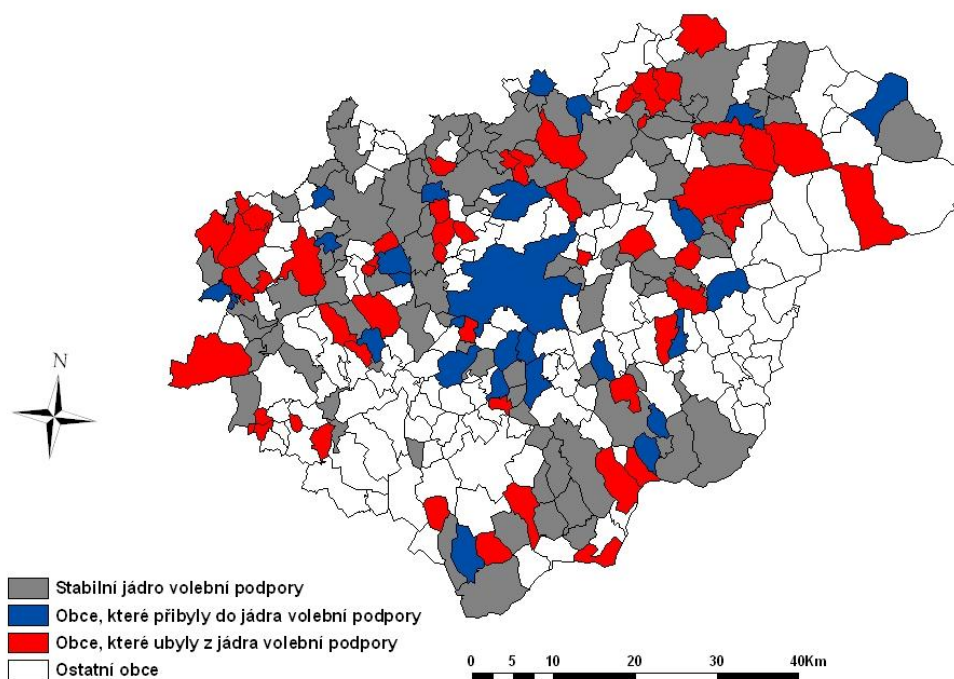 N
Stabilní jádro volební podpory
Obce, které přibyly do jádra volební podpory
Obce, které ubyly z jádra volební podpory
Ostatní obce
0 5 10 20 30 40Km